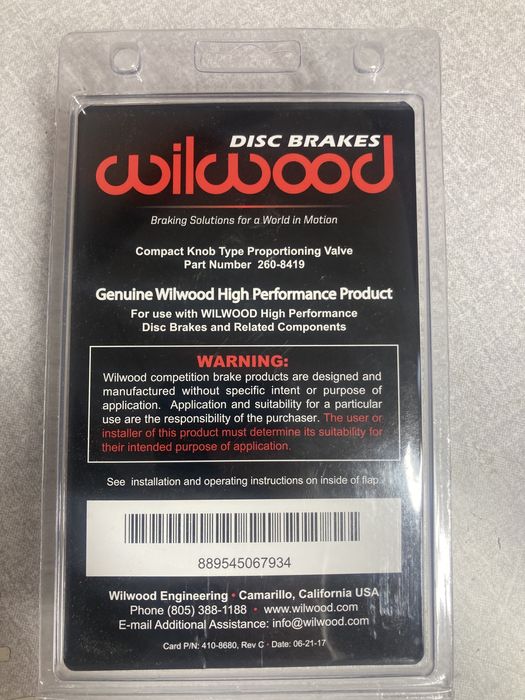 DISC BRAKES
wilwood
Braking Solutions for a World in Motion
Compact Knob Type Proportioning Valve
Part Number 260-8419
Genuine Wilwood High Performance Product
For use with WILWOOD High Performance
Disc Brakes and Related Components
WARNING:
Wilwood competition brake products are designed and
manufactured without specific intent or purpose of
application. Application and suitability for a particular
use are the responsibility of the purchaser. The user or
installer of this product must determine its suitability for
their intended purpose of application.
See installation and operating instructions on inside of flap.
889545067934
Wilwood Engineering • Camarillo, California USA
Phone (805) 388-1188 • www.wilwood.com
E-mail Additional Assistance: info@wilwood.com
Card P/N: 410-8680, Rev C - Date: 06-21-17